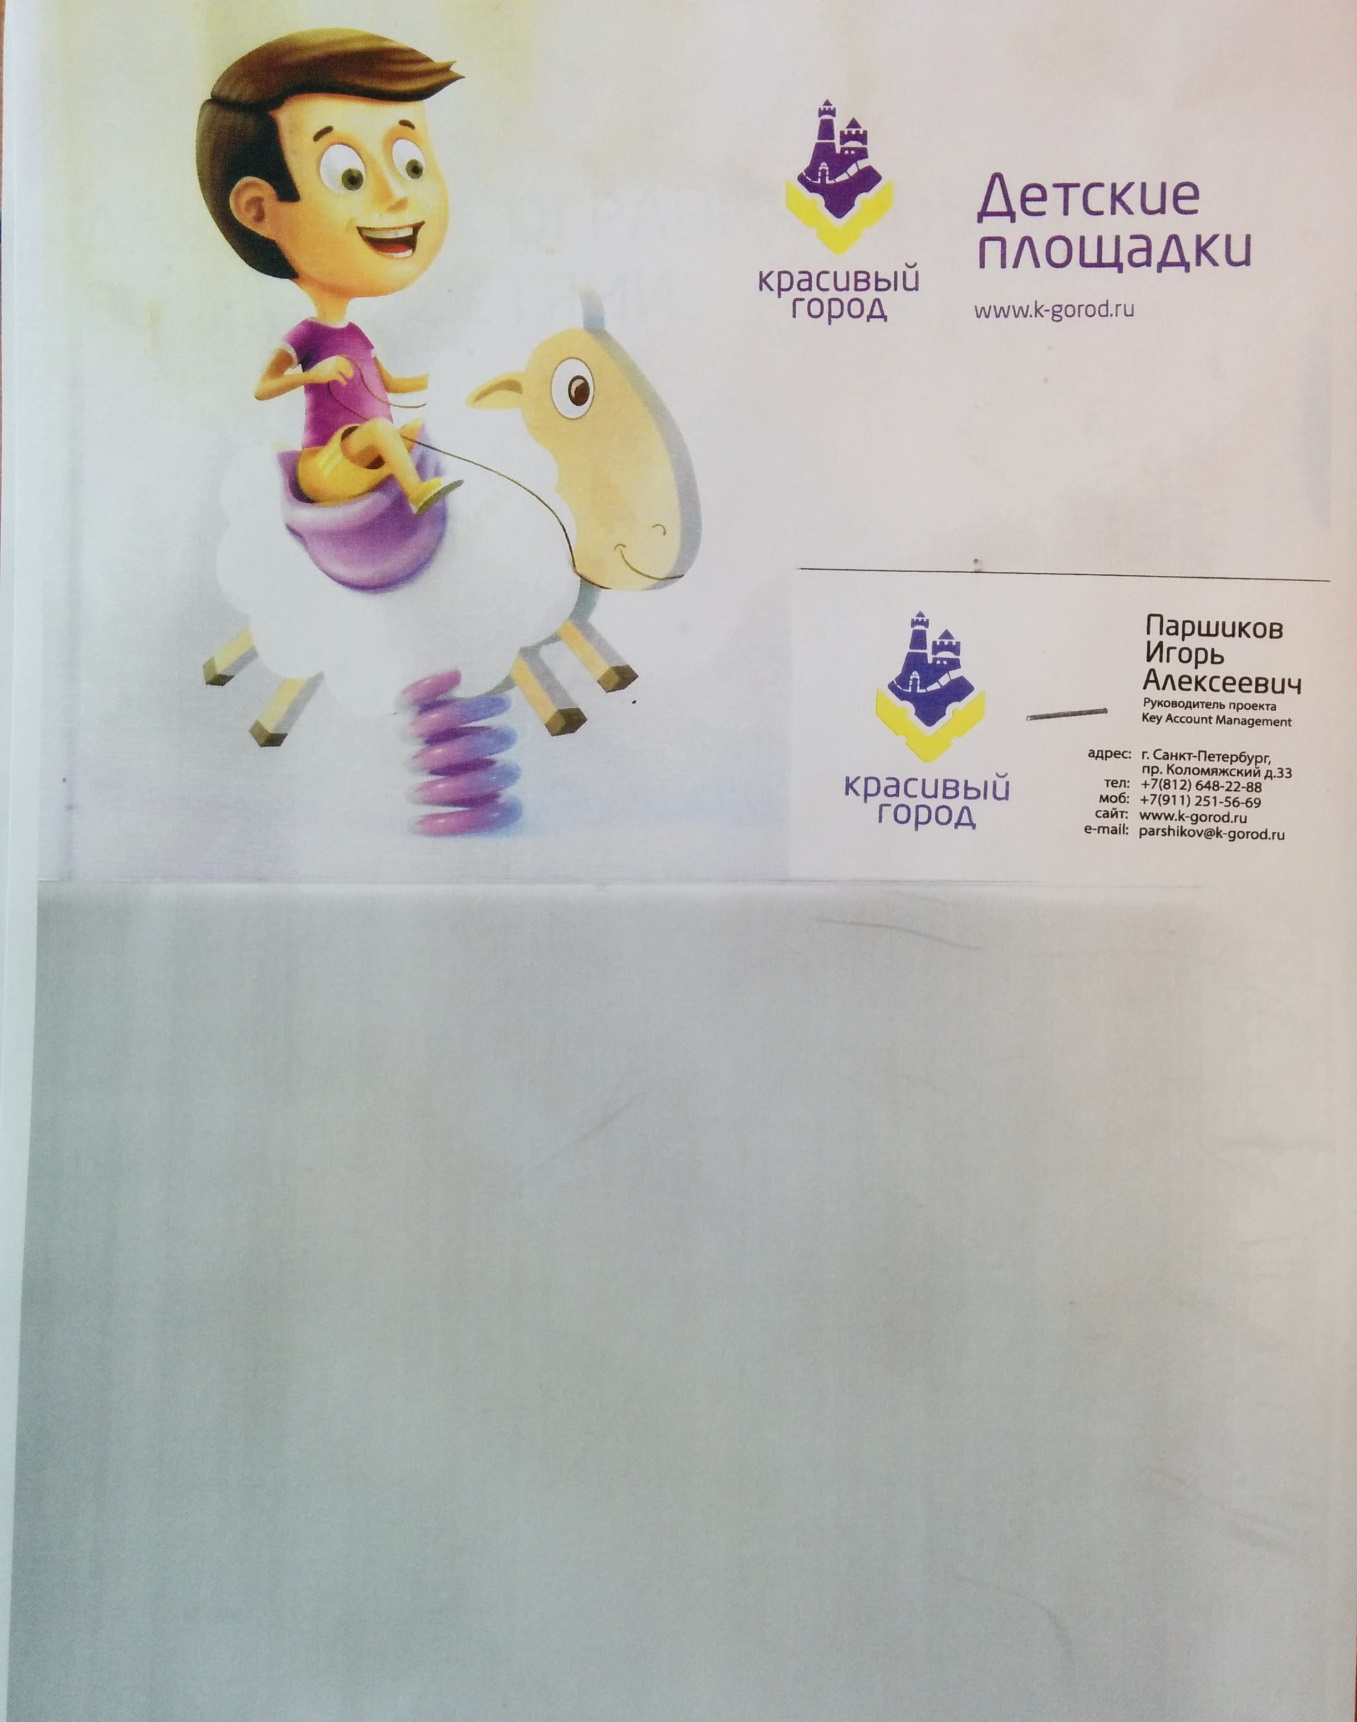 красивый
город
Детские
площадки
www.k-gorod.ru
красивый
город
Паршиков
Игорь
Алексеевич
Руководитель проекта
Key Account Management
адрес: г. Санкт-Петербург,
пр. Коломяжский д.33
тел: +7(812) 648-22-88
моб: +7(911) 251-56-69
сайт: www.k-gorod.ru
e-mail: parshikov@k-gorod.ru